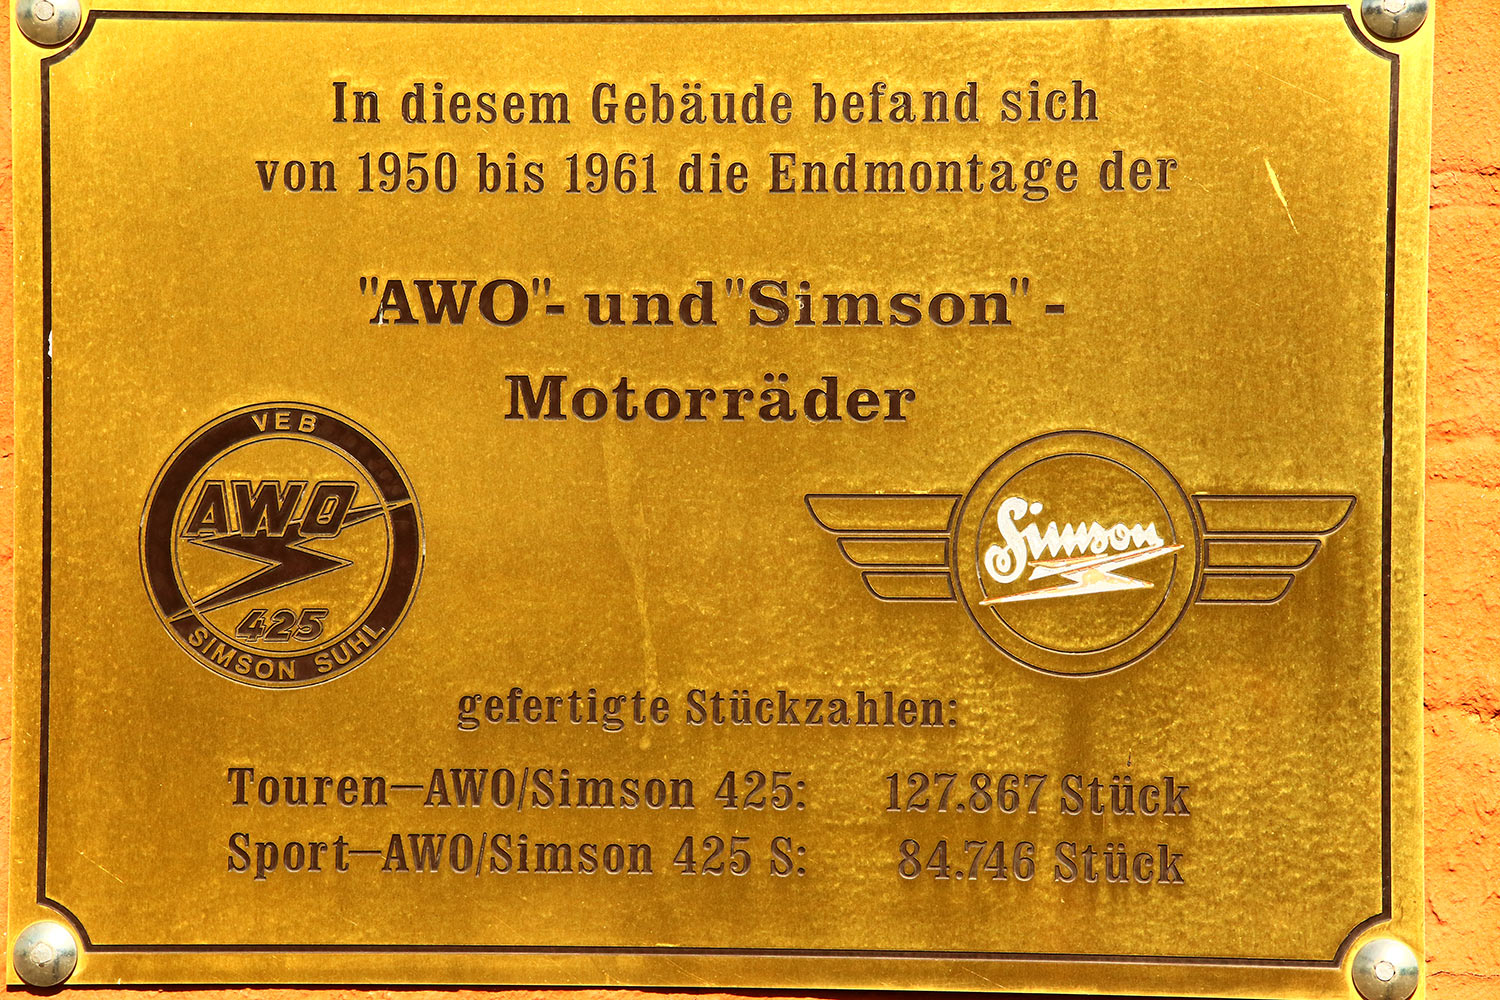 In diesem Gebäude befand sich
von 1950 bis 1961 die Endmontage der
"AWO"- und "Simson" -
Motorräder
VEB
AWO
425
SIMSON SUHL
Simson
gefertigte Stückzahlen:
Touren—AWO/Simson 425: 127.867 Stück
Sport—AWO/Simson 425 S: 84.746 Stück